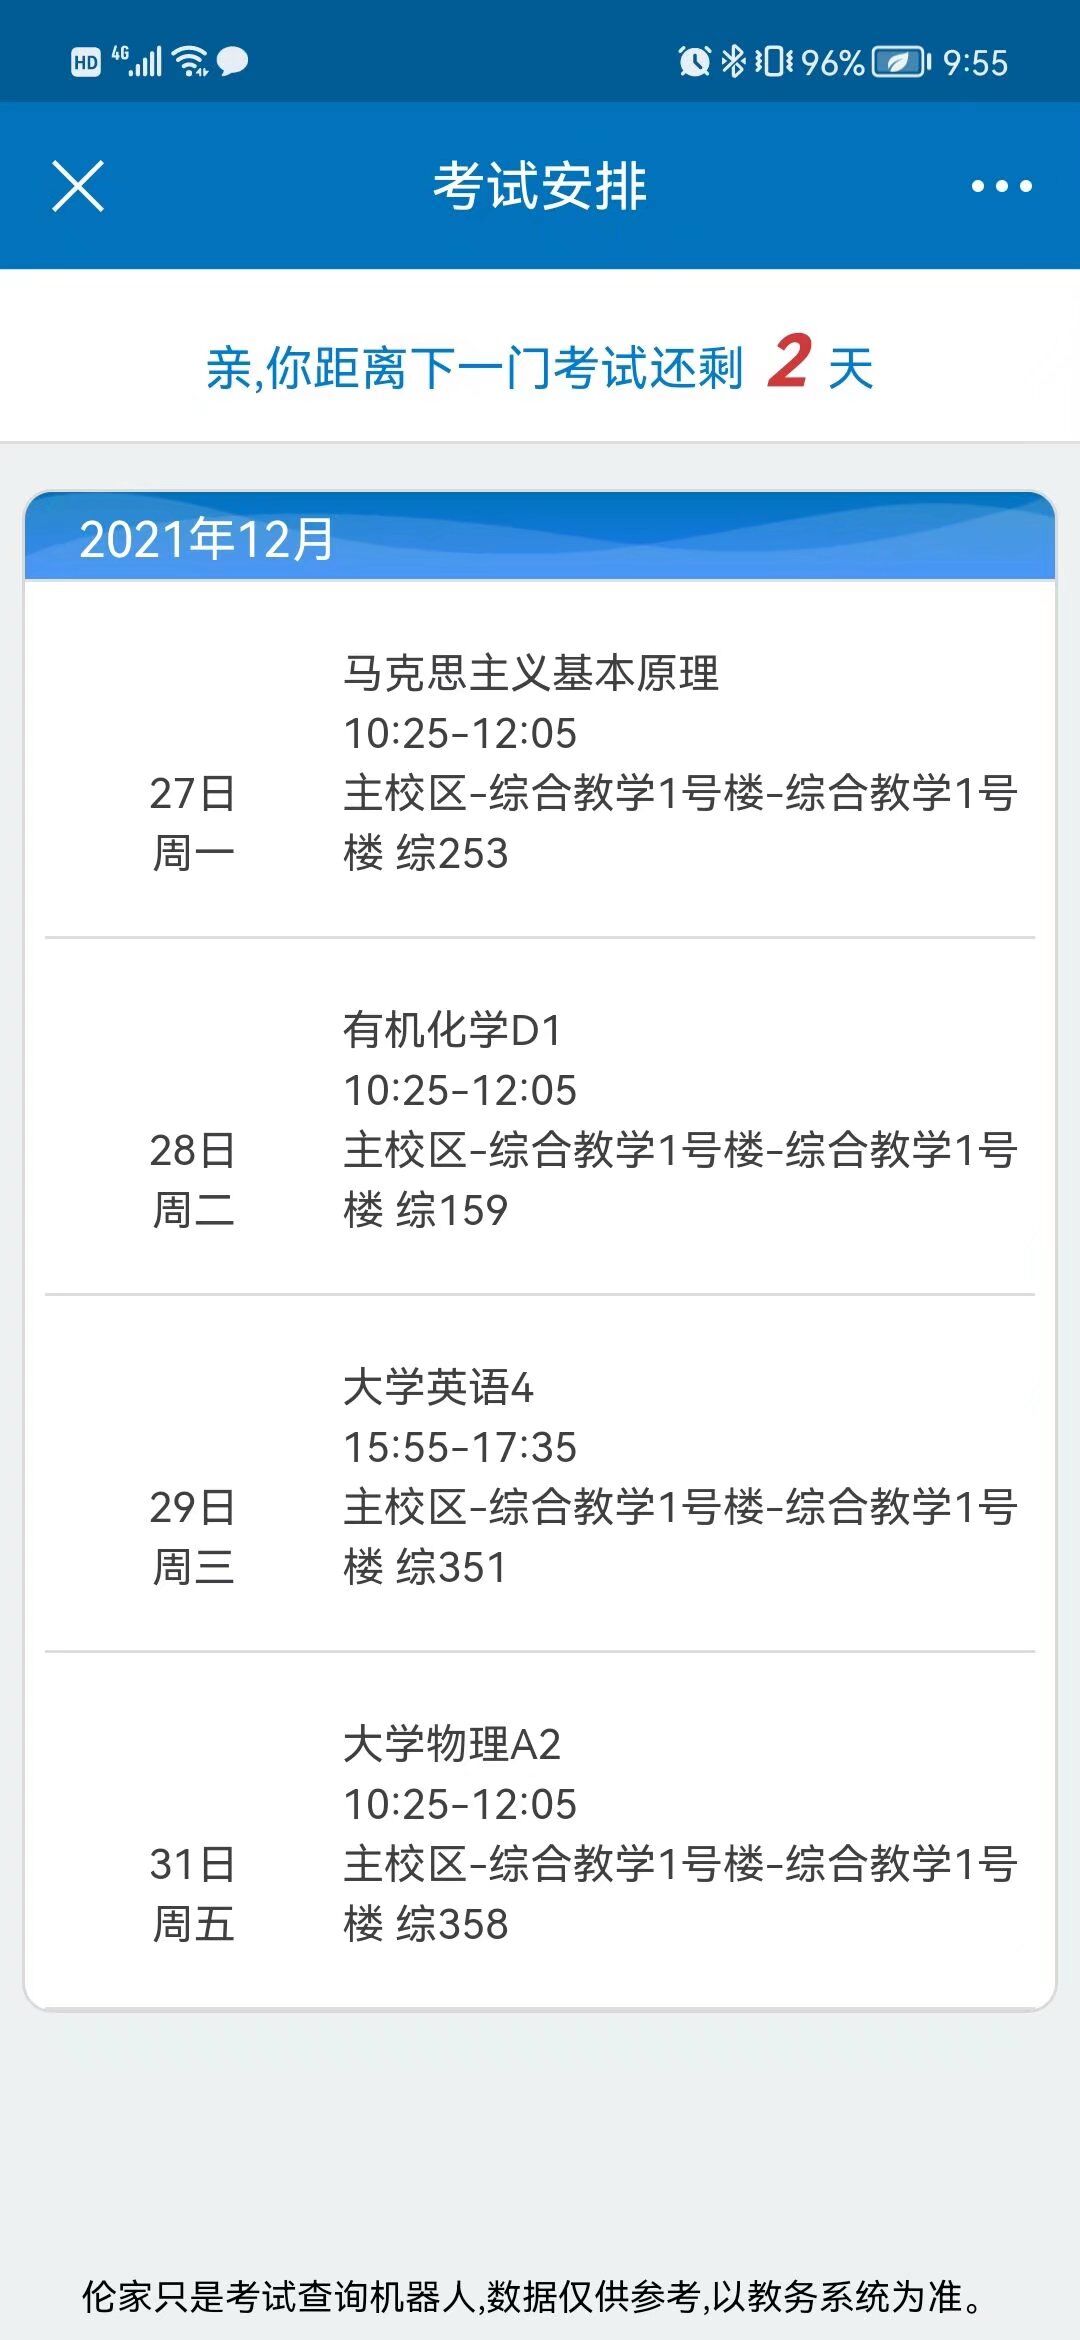 HD 4G 96% 9:55
考试安排
亲,你距离下一门考试还剩 2 天
2021年12月
马克思主义基本原理
10:25-12:05
27日
主校区-综合教学1号楼-综合教学1号
周一
楼 综253
有机化学D1
10:25-12:05
28日
主校区-综合教学1号楼-综合教学1号
周二
楼 综159
大学英语4
15:55-17:35
29日
主校区-综合教学1号楼-综合教学1号
周三
楼 综351
大学物理A2
10:25-12:05
31日
主校区-综合教学1号楼-综合教学1号
周五
楼 综358
伦家只是考试查询机器人,数据仅供参考,以教务系统为准。